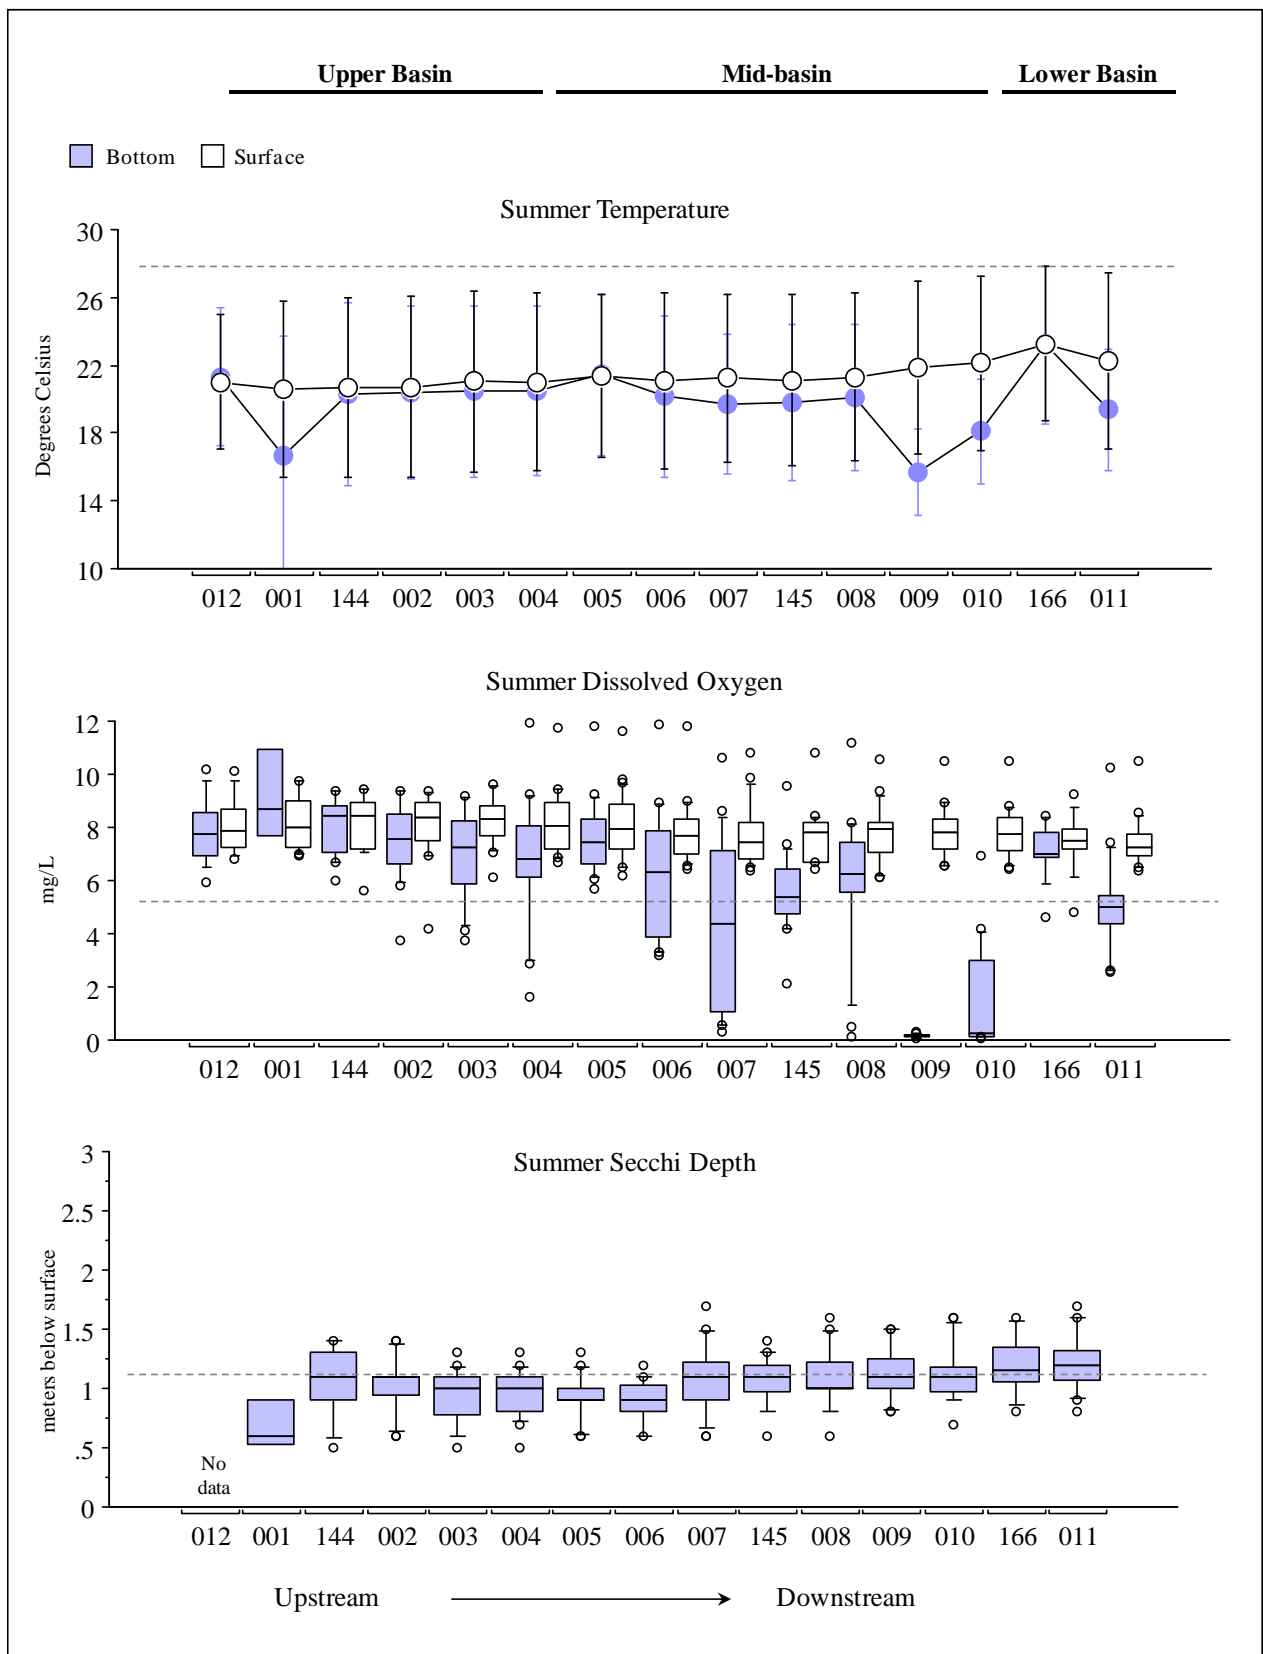 Upper Basin Mid-basin Lower Basin
Bottom Surface
Summer Temperature
30
26
22
18
14
10
Degrees Celsius
012 001 144 002 003 004 005 006 007 145 008 009 010 166 011
Summer Dissolved Oxygen
12
10
8
6
4
2
0
mg/L
012 001 144 002 003 004 005 006 007 145 008 009 010 166 011
Summer Secchi Depth
3
2.5
2
1.5
1
.5
0
meters below surface
No
data
012 001 144 002 003 004 005 006 007 145 008 009 010 166 011
Upstream Downstream